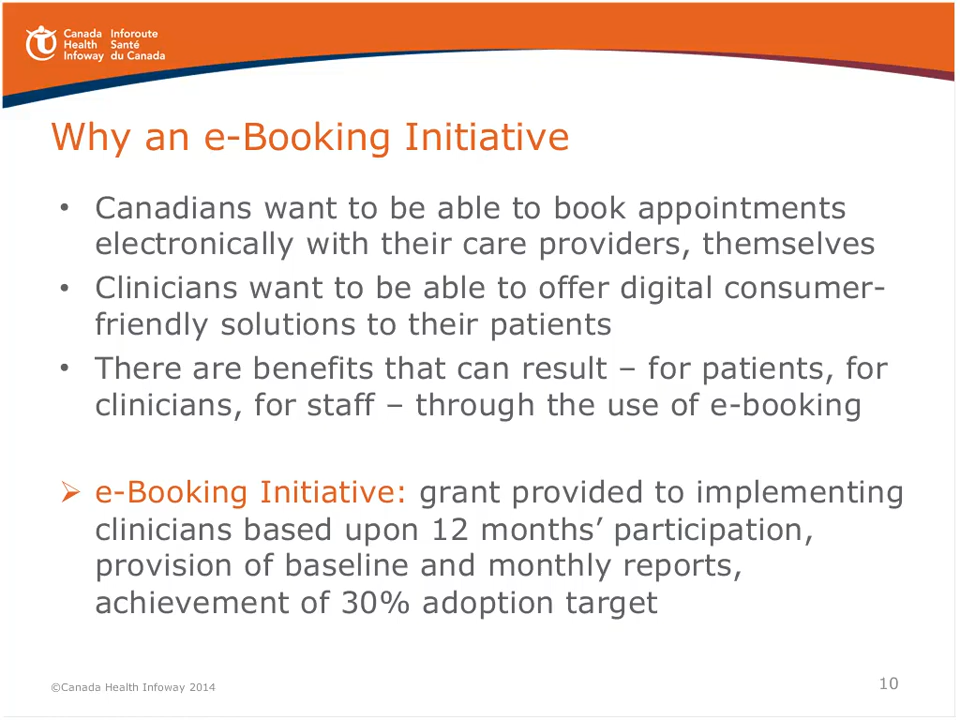 Canada Health Infoway
Inforoute Santé du Canada
Why an e-Booking Initiative
• Canadians want to be able to book appointments
electronically with their care providers, themselves
• Clinicians want to be able to offer digital consumer-
friendly solutions to their patients
• There are benefits that can result – for patients, for
clinicians, for staff – through the use of e-booking
➢ e-Booking Initiative: grant provided to implementing
clinicians based upon 12 months’ participation,
provision of baseline and monthly reports,
achievement of 30% adoption target
©Canada Health Infoway 2014
10